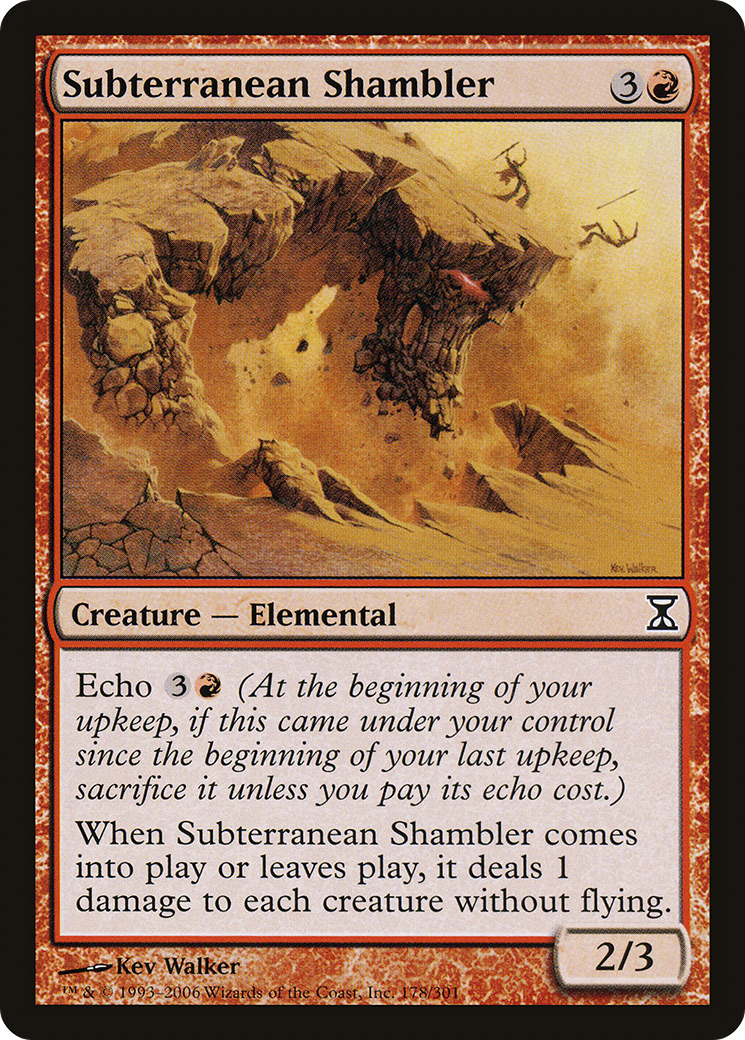 Subterranean Shambler 3
KEV WALKER
Creature — Elemental
Echo 3 (At the beginning of your
upkeep, if this came under your control
since the beginning of your last upkeep,
sacrifice it unless you pay its echo cost.)
When Subterranean Shambler comes
into play or leaves play, it deals 1
damage to each creature without flying.
2/3
Kev Walker
™ & © 1993–2006 Wizards of the Coast, Inc. 178/301